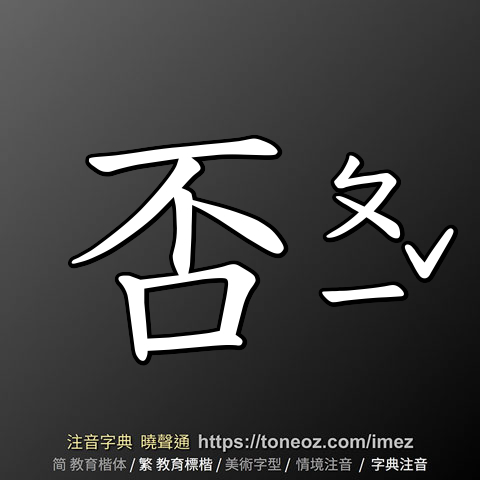 否 ㄆㄧˇ
注音字典 曉聲通 https://toneoz.com/imez
简 教育楷体 / 繁 教育標楷 / 美術字型 / 情境注音 / 字典注音